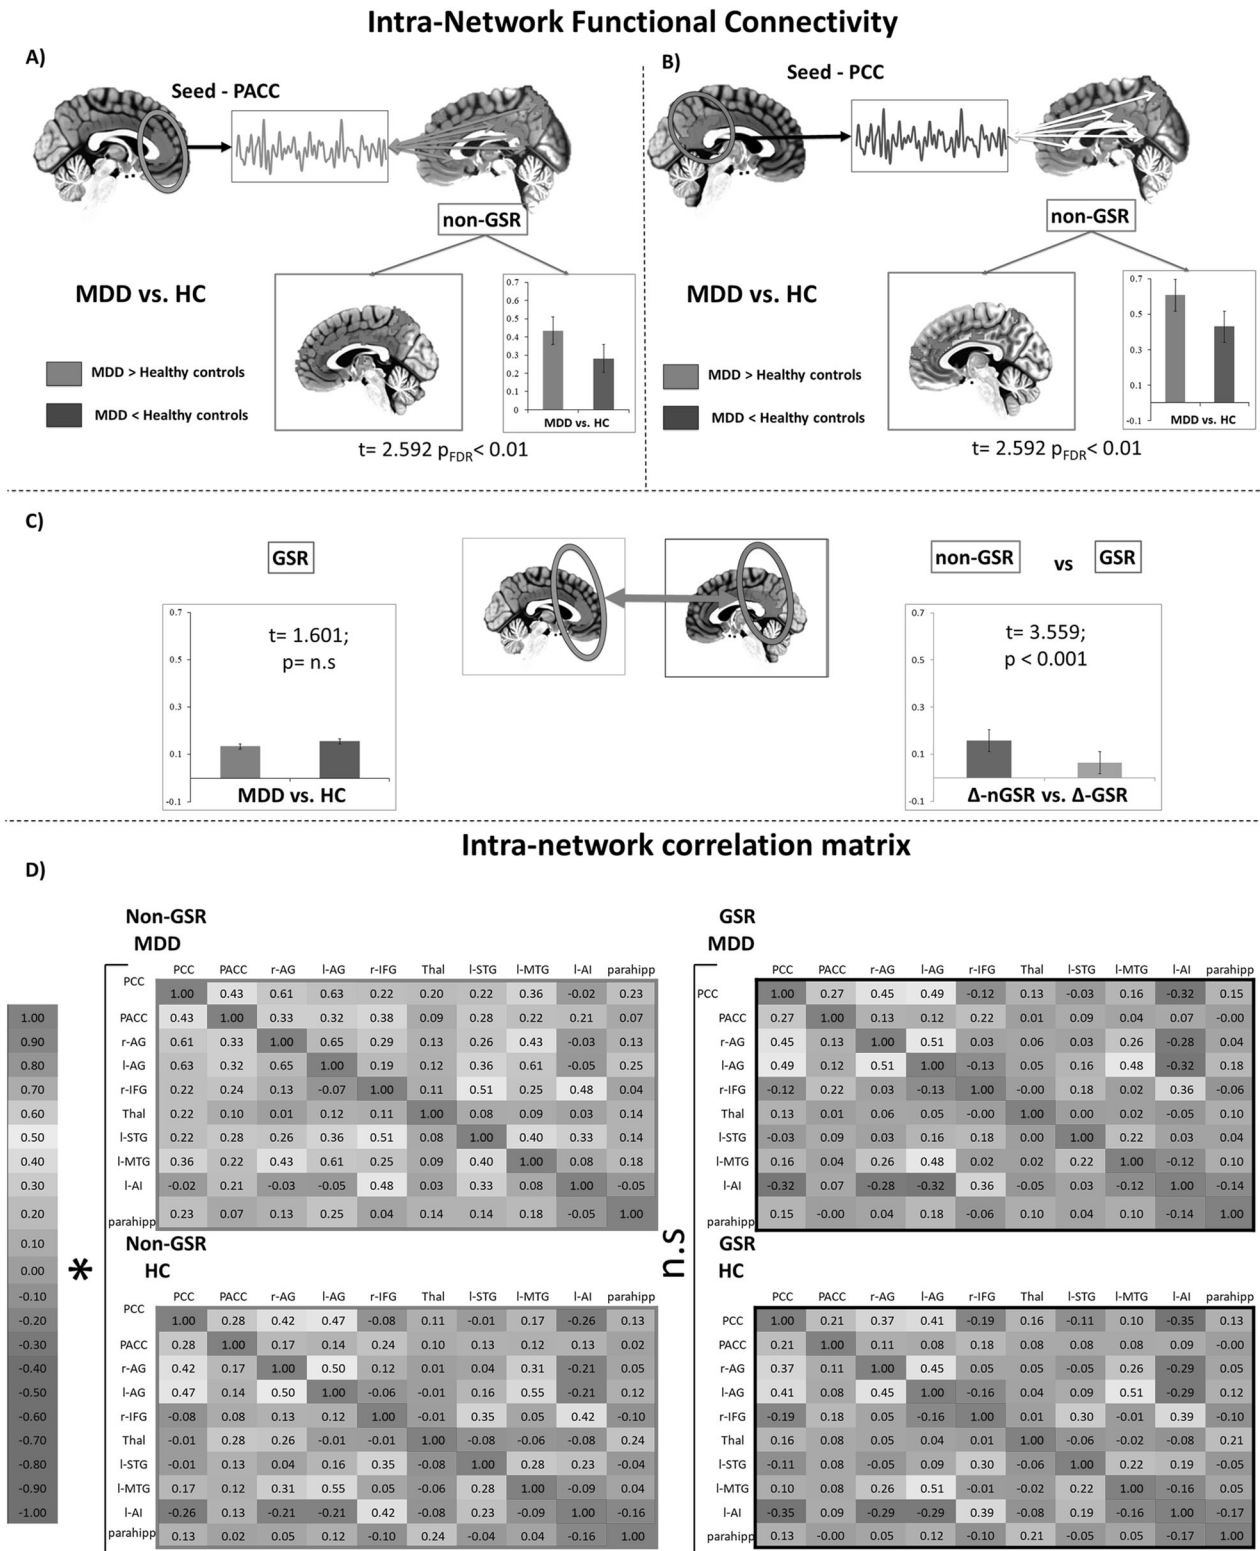 Intra-Network Functional Connectivity
A)
Seed - PACC
non-GSR
MDD vs. HC
MDD > Healthy controls
MDD < Healthy controls
0.7
0.6
0.5
0.4
0.3
0.2
0.1
0
MDD vs. HC
t= 2.592 pFDR< 0.01
B)
Seed - PCC
non-GSR
MDD vs. HC
MDD > Healthy controls
MDD < Healthy controls
0.7
0.5
0.3
0.1
-0.1
MDD vs. HC
t= 2.592 pFDR< 0.01
C)
GSR
0.7
0.5
0.3
0.1
-0.1
t= 1.601;
p= n.s
MDD vs. HC
non-GSR vs GSR
0.7
0.5
0.3
0.1
-0.1
t= 3.559;
p < 0.001
Δ-nGSR vs. Δ-GSR
Intra-network correlation matrix
D)
1.00
0.90
0.80
0.70
0.60
0.50
0.40
0.30
0.20
0.10
0.00
-0.10
-0.20
-0.30
-0.40
-0.50
-0.60
-0.70
-0.80
-0.90
-1.00
*
Non-GSR
MDD
PCC PACC r-AG l-AG r-IFG Thal l-STG l-MTG l-AI parahipp
PCC 1.00 0.43 0.61 0.63 0.22 0.20 0.22 0.36 -0.02 0.23
PACC 0.43 1.00 0.33 0.32 0.38 0.09 0.28 0.22 0.21 0.07
r-AG 0.61 0.33 1.00 0.65 0.29 0.13 0.26 0.43 -0.03 0.13
l-AG 0.63 0.32 0.65 1.00 0.19 0.12 0.36 0.61 -0.05 0.25
r-IFG 0.22 0.24 0.13 -0.07 1.00 0.11 0.51 0.25 0.48 0.04
Thal 0.22 0.10 0.01 0.12 0.11 1.00 0.08 0.09 0.03 0.14
l-STG 0.22 0.28 0.26 0.36 0.51 0.08 1.00 0.40 0.33 0.14
l-MTG 0.36 0.22 0.43 0.61 0.25 0.09 0.40 1.00 0.08 0.18
l-AI -0.02 0.21 -0.03 -0.05 0.48 0.03 0.33 0.08 1.00 -0.05
parahipp 0.23 0.07 0.13 0.25 0.04 0.14 0.14 0.18 -0.05 1.00
Non-GSR
HC
PCC PACC r-AG l-AG r-IFG Thal l-STG l-MTG l-AI parahipp
PCC 1.00 0.28 0.42 0.47 -0.08 0.11 -0.01 0.17 -0.26 0.13
PACC 0.28 1.00 0.17 0.14 0.24 0.10 0.13 0.12 0.13 0.02
r-AG 0.42 0.17 1.00 0.50 0.12 0.01 0.04 0.31 -0.21 0.05
l-AG 0.47 0.14 0.50 1.00 -0.06 -0.01 0.16 0.55 -0.21 0.12
r-IFG -0.08 0.08 0.13 0.12 1.00 -0.01 0.35 0.05 0.42 -0.10
Thal -0.01 0.28 0.26 -0.01 -0.01 1.00 -0.08 -0.06 -0.08 0.24
l-STG -0.01 0.13 0.04 0.16 0.35 -0.08 1.00 0.28 0.23 -0.04
l-MTG 0.17 0.12 0.31 0.55 0.05 -0.06 0.28 1.00 -0.09 0.04
l-AI -0.26 0.13 -0.21 -0.21 0.42 -0.08 0.23 -0.09 1.00 -0.16
parahipp 0.13 0.02 0.05 0.12 -0.10 0.24 -0.04 0.04 -0.16 1.00
n.s
GSR
MDD
PCC PACC r-AG l-AG r-IFG Thal l-STG l-MTG l-AI parahipp
PCC 1.00 0.27 0.45 0.49 -0.12 0.13 -0.03 0.16 -0.32 0.15
PACC 0.27 1.00 0.13 0.12 0.22 0.01 0.09 0.04 0.07 -0.00
r-AG 0.45 0.13 1.00 0.51 0.03 0.06 0.03 0.26 -0.28 0.04
l-AG 0.49 0.12 0.51 1.00 -0.13 0.05 0.16 0.48 -0.32 0.18
r-IFG -0.12 0.22 0.03 -0.13 1.00 -0.00 0.18 0.02 0.36 -0.06
Thal 0.13 0.01 0.06 0.05 -0.00 1.00 0.00 0.02 -0.05 0.10
l-STG -0.03 0.09 0.03 0.16 0.18 0.00 1.00 0.22 0.03 0.04
l-MTG 0.16 0.04 0.26 0.48 0.02 0.02 0.22 1.00 -0.12 0.10
l-AI -0.32 0.07 -0.28 -0.32 0.36 -0.05 0.03 -0.12 1.00 -0.14
parahipp 0.15 -0.00 0.04 0.18 -0.06 0.10 0.04 0.10 -0.14 1.00
GSR
HC
PCC PACC r-AG l-AG r-IFG Thal l-STG l-MTG l-AI parahipp
PCC 1.00 0.21 0.37 0.41 -0.19 0.16 -0.11 0.10 -0.35 0.13
PACC 0.21 1.00 0.11 0.08 0.18 0.08 0.08 0.08 0.09 -0.00
r-AG 0.37 0.11 1.00 0.45 0.05 0.05 -0.05 0.26 -0.29 0.05
l-AG 0.41 0.08 0.45 1.00 -0.16 0.04 0.09 0.51 -0.29 0.12
r-IFG -0.19 0.18 0.05 -0.16 1.00 0.01 0.30 -0.01 0.39 -0.10
Thal 0.16 0.08 0.05 0.04 0.01 1.00 -0.06 -0.02 -0.08 0.21
l-STG -0.11 0.08 -0.05 0.09 0.30 -0.06 1.00 0.22 0.19 -0.05
l-MTG 0.10 0.08 0.26 0.51 -0.01 -0.02 0.22 1.00 -0.16 0.05
l-AI -0.35 0.09 -0.29 -0.29 0.39 -0.08 0.19 -0.16 1.00 -0.17
parahipp 0.13 -0.00 0.05 0.12 -0.10 0.21 -0.05 0.05 -0.17 1.00